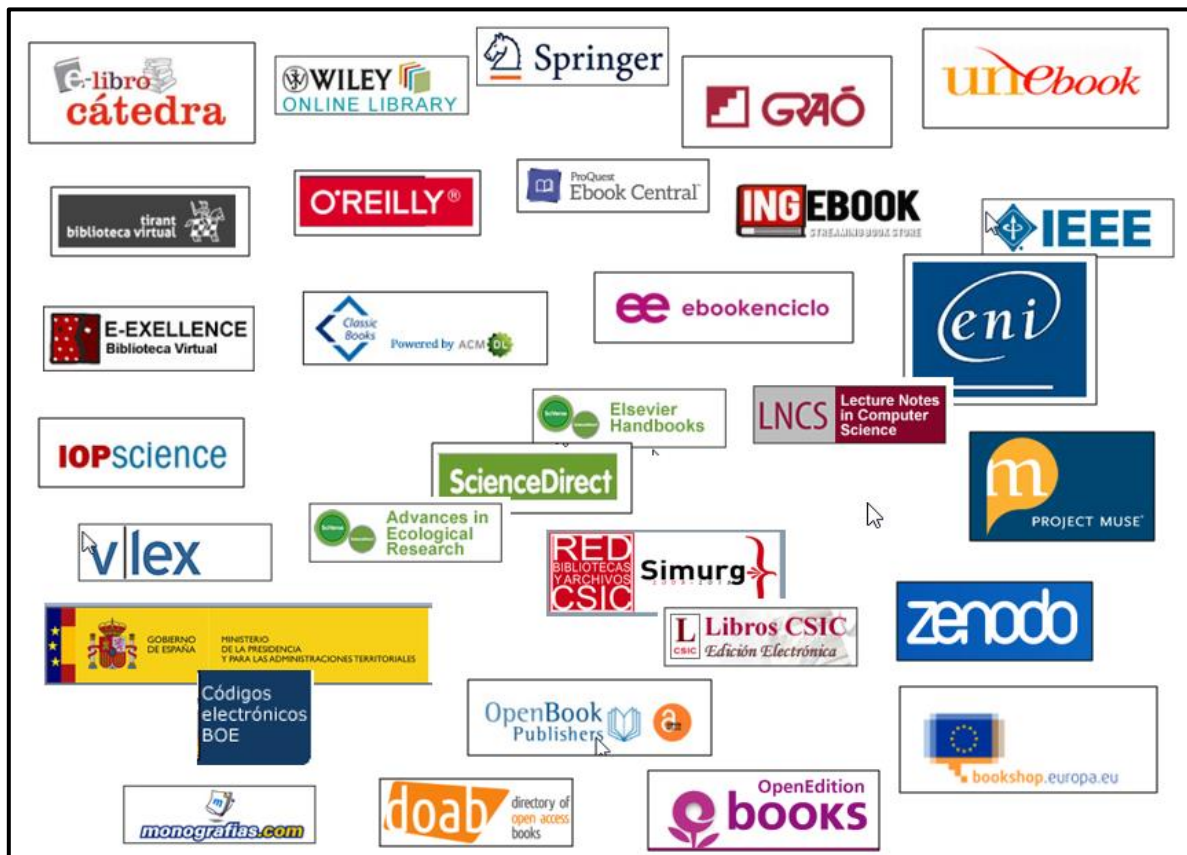 e-libro
cátedra
WILEY
ONLINE LIBRARY
Springer
GRAÓ
unebook
tirant
biblioteca virtual
O'REILLY®
ProQuest
Ebook Central
INGEBOOK
STREAMING BOOK STORE
IEEE
E-EXELLENCE
Biblioteca Virtual
Classic
Books
Powered by ACM DL
ee ebookenciclo
eni
IOPscience
Elsevier
Handbooks
LNCS
Lecture Notes
in Computer
Science
ScienceDirect
m
PROJECT MUSE
v|lex
Advances in
Ecological
Research
RED
BIBLIOTECAS
Y ARCHIVOS
CSIC
Simurg
GOBIERNO
DE ESPAÑA
MINISTERIO
DE LA PRESIDENCIA
Y PARA LAS ADMINISTRACIONES TERRITORIALES
L
CSIC
Libros CSIC
Edición Electrónica
zenodo
Códigos
electrónicos
BOE
OpenBook
Publishers
a
bookshop.europa.eu
m
monografias.com
doab
directory of
open access
books
OpenEdition
books